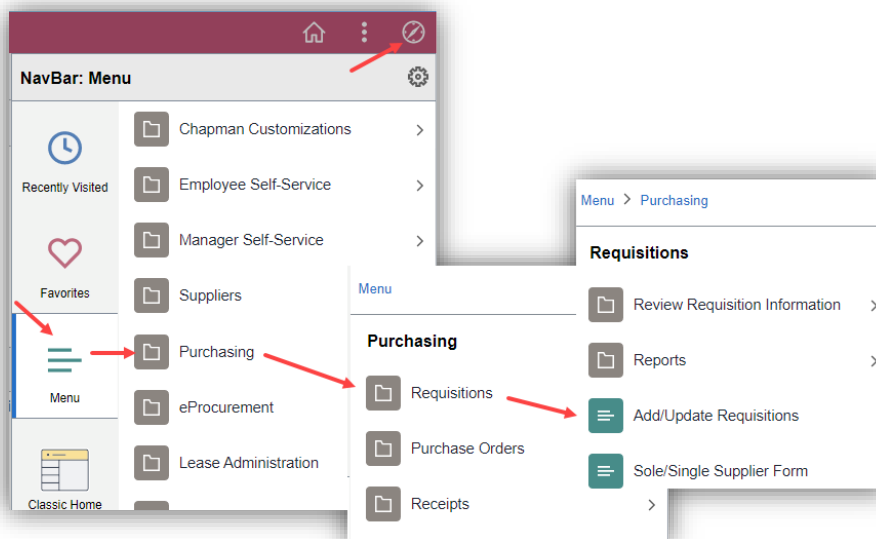 NavBar: Menu
Recently Visited
Favorites
Menu
Classic Home
Chapman Customizations
Employee Self-Service
Manager Self-Service
Suppliers
Purchasing
eProcurement
Lease Administration
Menu
Purchasing
Requisitions
Purchase Orders
Receipts
Menu > Purchasing
Requisitions
Review Requisition Information
Reports
Add/Update Requisitions
Sole/Single Supplier Form